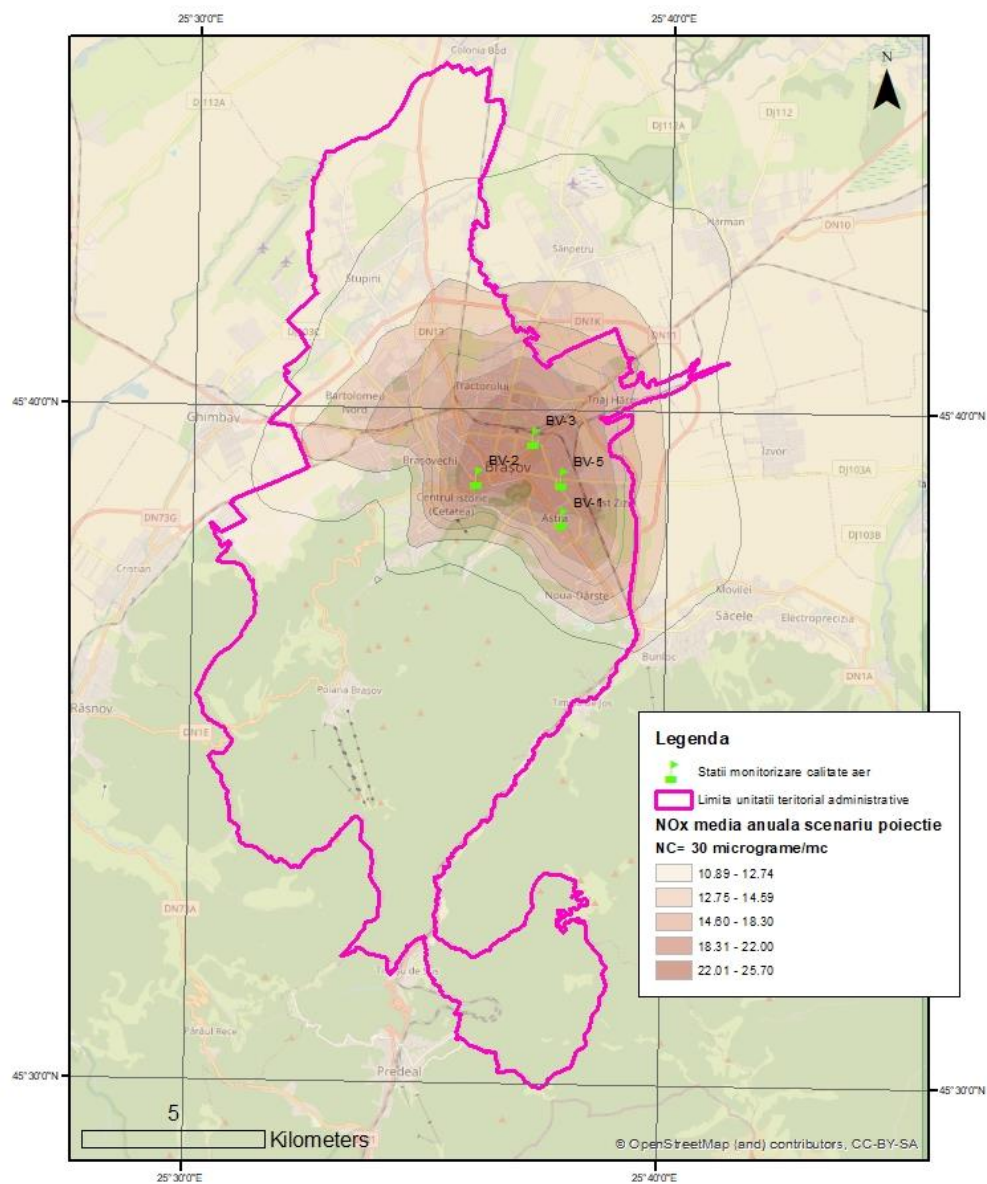 25°30'0"E
25°40'0"E
Colonia Bod
N
DJ112A
DJ112
DJ112A
Hărman
DN10
Sânpetru
Stupini
DN13
DN1K
DN11
DJ103C
Tractorului
Bartolomeu
Nord
Triaj Hărm
45°40'0"N
45°40'0"N
Ghimbav
BV-3
Izvor
Brașovechi
BV-2
Brașov
BV-5
DJ103A
Centrul istoric
(Cetatea)
BV-1
Astra
DN73G
DJ103B
Cristian
Noua-Dârste
Movilei
Săcele
Electroprecizia
Bunloc
DN1A
Poiana Brașov
Râșnov
DN1E
Legenda
Statii monitorizare calitate aer
Limita unitatii teritorial administrative
NOx media anuala scenariu poiectie
NC= 30 micrograme/mc
10.89 - 12.74
12.75 - 14.59
14.60 - 18.30
18.31 - 22.00
22.01 - 25.70
DN73A
Pârâul Rece
Predeal
45°30'0"N
45°30'0"N
5
Kilometers
© OpenStreetMap (and) contributors, CC-BY-SA
25°30'0"E
25°40'0"E